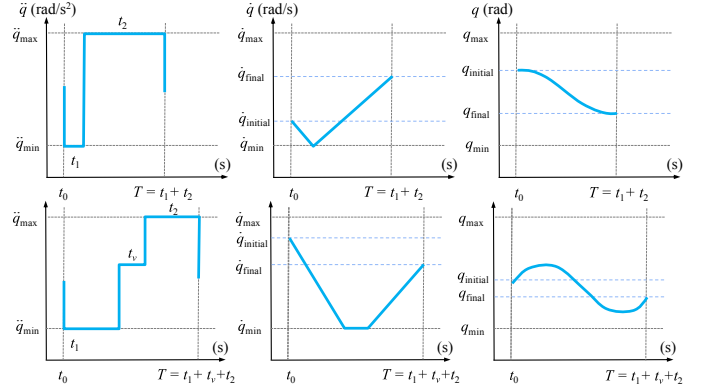 q̈ (rad/s²)
q̈max
t2
q̈min
t1
(s)
t0
T = t1 + t2
q̇ (rad/s)
q̇max
q̇final
q̇initial
q̇min
(s)
t0
T = t1 + t2
q (rad)
qmax
qinitial
qfinal
qmin
(s)
t0
T = t1 + t2
q̈max
t2
tv
q̈min
t1
(s)
t0
T = t1 + tv+t2
q̇max
q̇initial
q̇final
q̇min
(s)
t0
T = t1 + tv+t2
qmax
qinitial
qfinal
qmin
(s)
t0
T = t1 + tv+t2